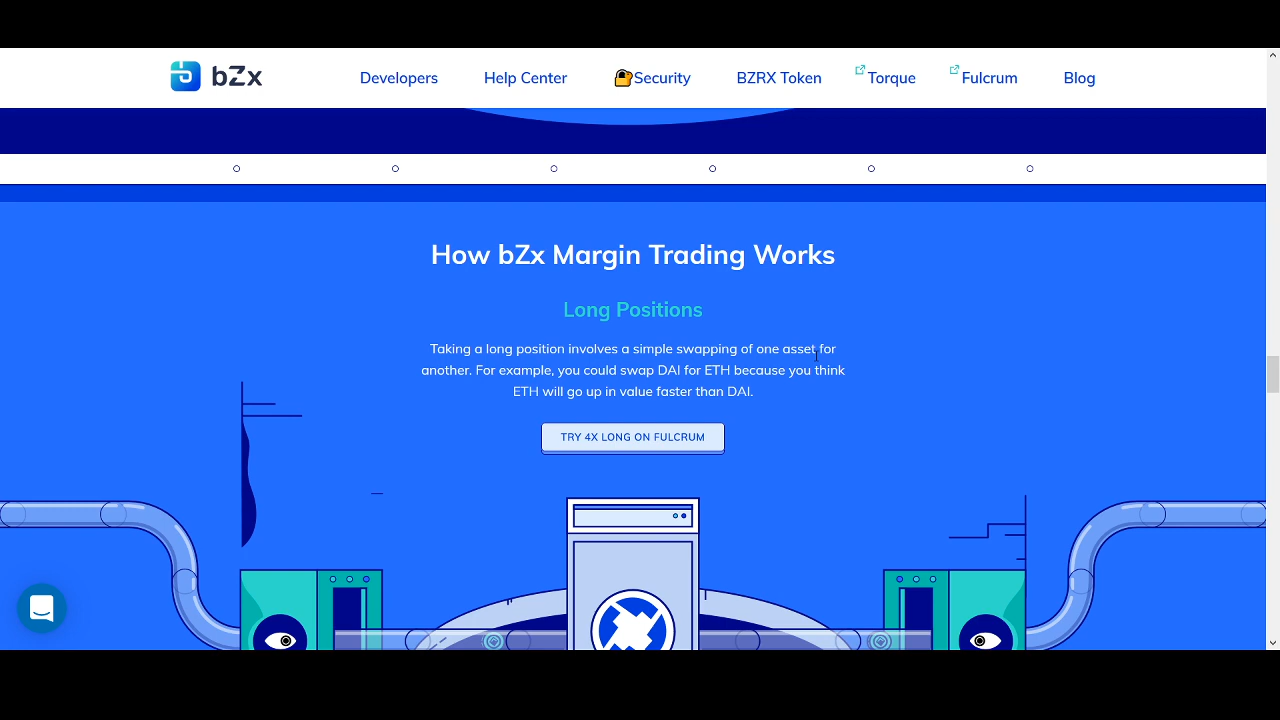 bZx
Developers
Help Center
Security
BZRX Token
Torque
Fulcrum
Blog
How bZx Margin Trading Works
Long Positions
Taking a long position involves a simple swapping of one asset for
another. For example, you could swap DAI for ETH because you think
ETH will go up in value faster than DAI.
TRY 4X LONG ON FULCRUM